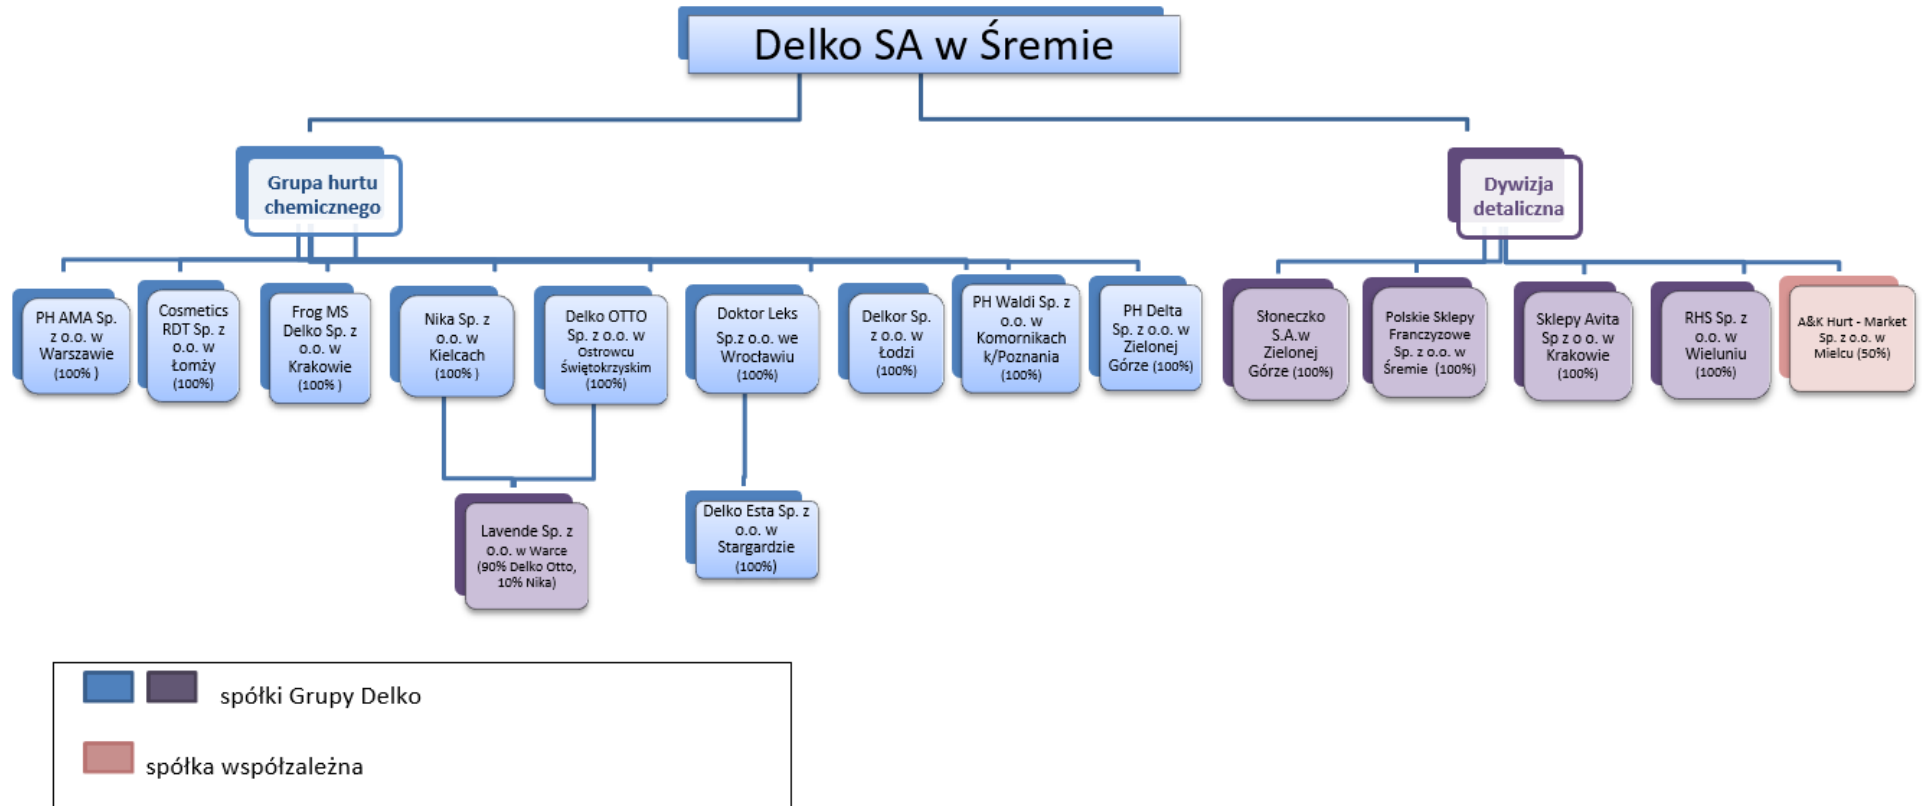 Delko SA w Śremie
Grupa hurtu
chemicznego
Dywizja
detaliczna
PH AMA Sp.
z o.o. w
Warszawie
(100% )
Cosmetics
RDT Sp. z
o.o. w
Łomży
(100%)
Frog MS
Delko Sp. z
o.o. w
Krakowie
(100% )
Nika Sp. z
o.o. w
Kielcach
(100% )
Delko OTTO
Sp. z o.o. w
Ostrowcu
Świętokrzyskim
(100%)
Doktor Leks
Sp.z o.o. we
Wrocławiu
(100%)
Delkor Sp.
z o.o. w
Łodzi
(100%)
PH Waldi Sp. z
o.o. w
Komornikach
k/Poznania
(100%)
PH Delta
Sp. z o.o. w
Zielonej
Górze (100%)
Słoneczko
S.A.w
Zielonej
Górze (100%)
Polskie Sklepy
Franczyzowe
Sp. z o.o. w
Śremie (100%)
Sklepy Avita
Sp z o o. w
Krakowie
(100%)
RHS Sp. z
o.o. w
Wieluniu
(100%)
A&K Hurt - Market
Sp. z o.o. w
Mielcu (50%)
Lavende Sp. z
o.o. w Warce
(90% Delko Otto,
10% Nika)
Delko Esta Sp. z
o.o. w
Stargardzie
(100%)
spółki Grupy Delko
spółka współzależna